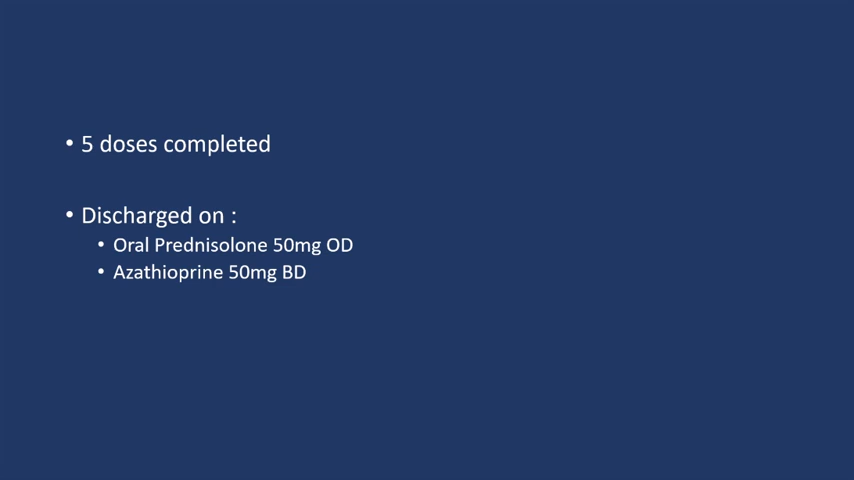 • 5 doses completed
• Discharged on :
• Oral Prednisolone 50mg OD
• Azathioprine 50mg BD